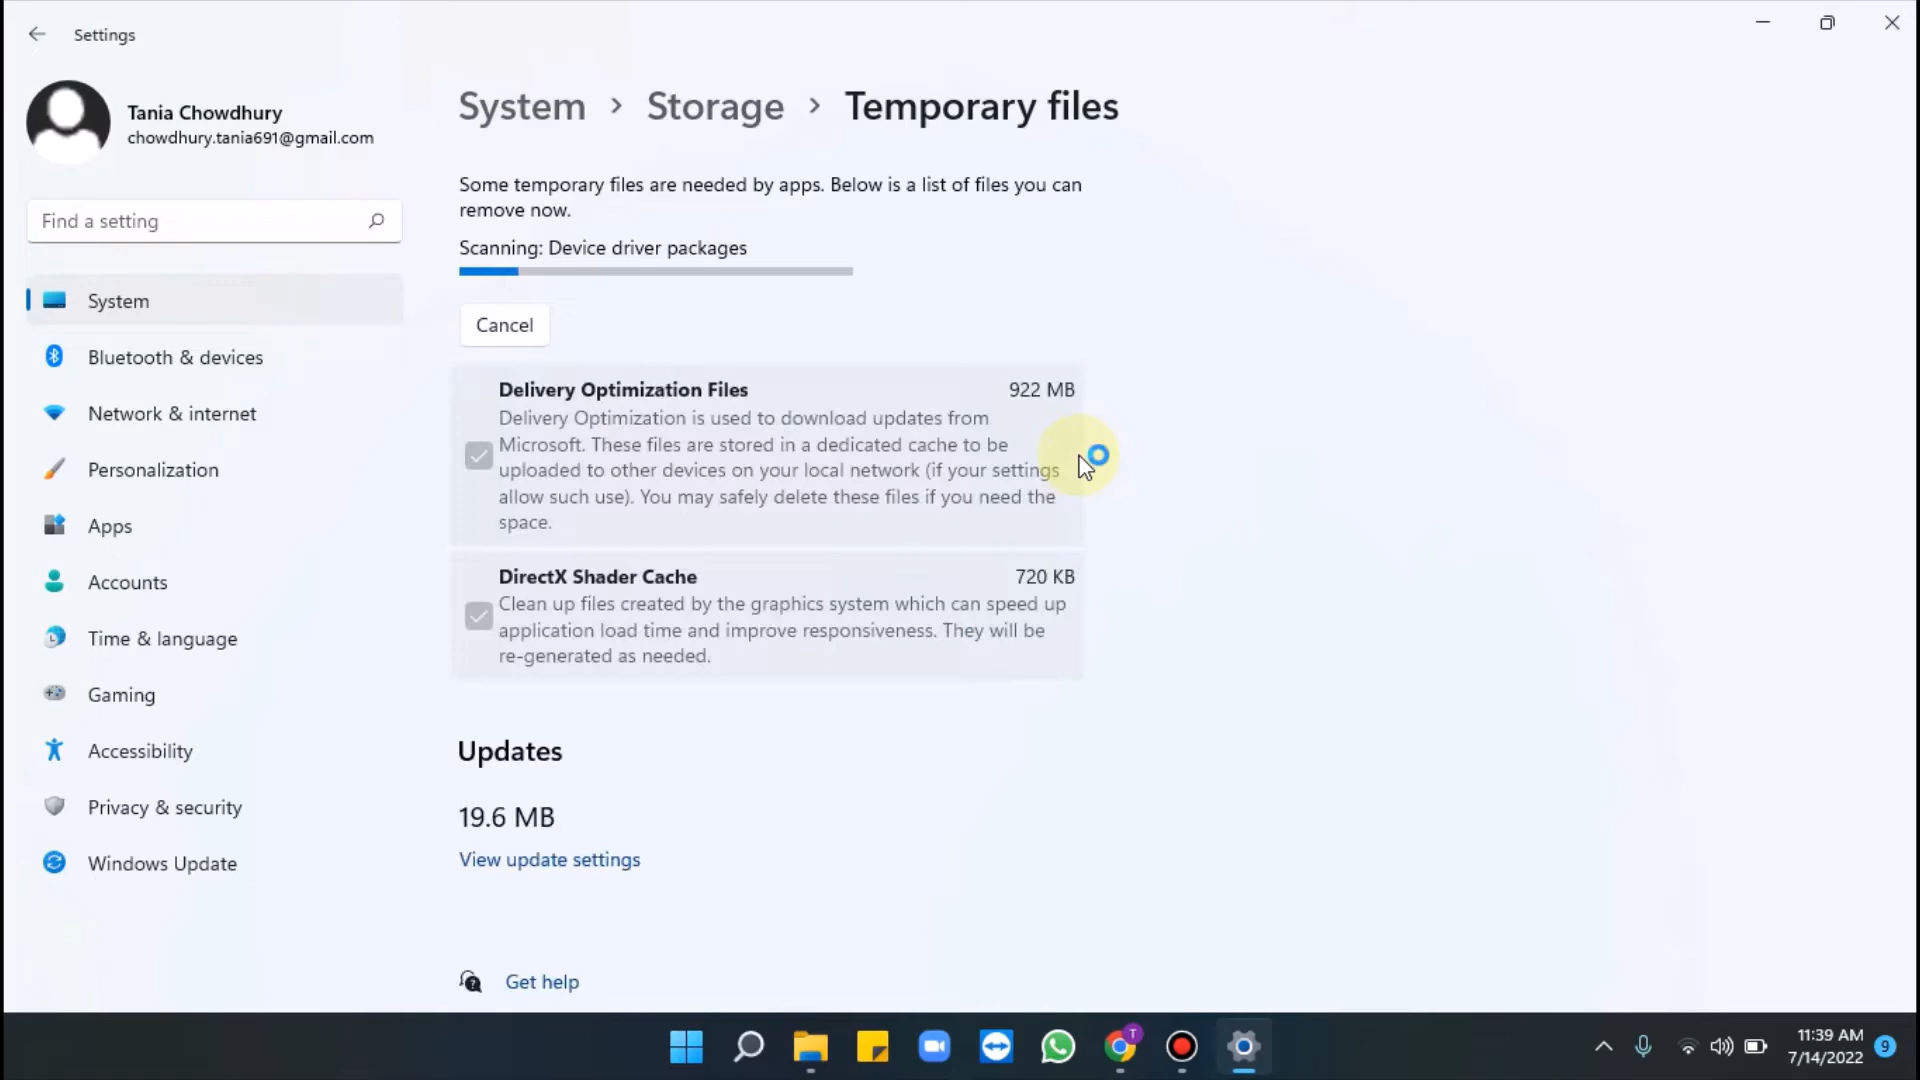 Settings
Tania Chowdhury
chowdhury.tania691@gmail.com
Find a setting
System
Bluetooth & devices
Network & internet
Personalization
Apps
Accounts
Time & language
Gaming
Accessibility
Privacy & security
Windows Update
System > Storage > Temporary files
Some temporary files are needed by apps. Below is a list of files you can
remove now.
Scanning: Device driver packages
Cancel
Delivery Optimization Files 922 MB
Delivery Optimization is used to download updates from
Microsoft. These files are stored in a dedicated cache to be
uploaded to other devices on your local network (if your settings
allow such use). You may safely delete these files if you need the
space.
DirectX Shader Cache 720 KB
Clean up files created by the graphics system which can speed up
application load time and improve responsiveness. They will be
re-generated as needed.
Updates
19.6 MB
View update settings
Get help
T
11:39 AM
7/14/2022
9